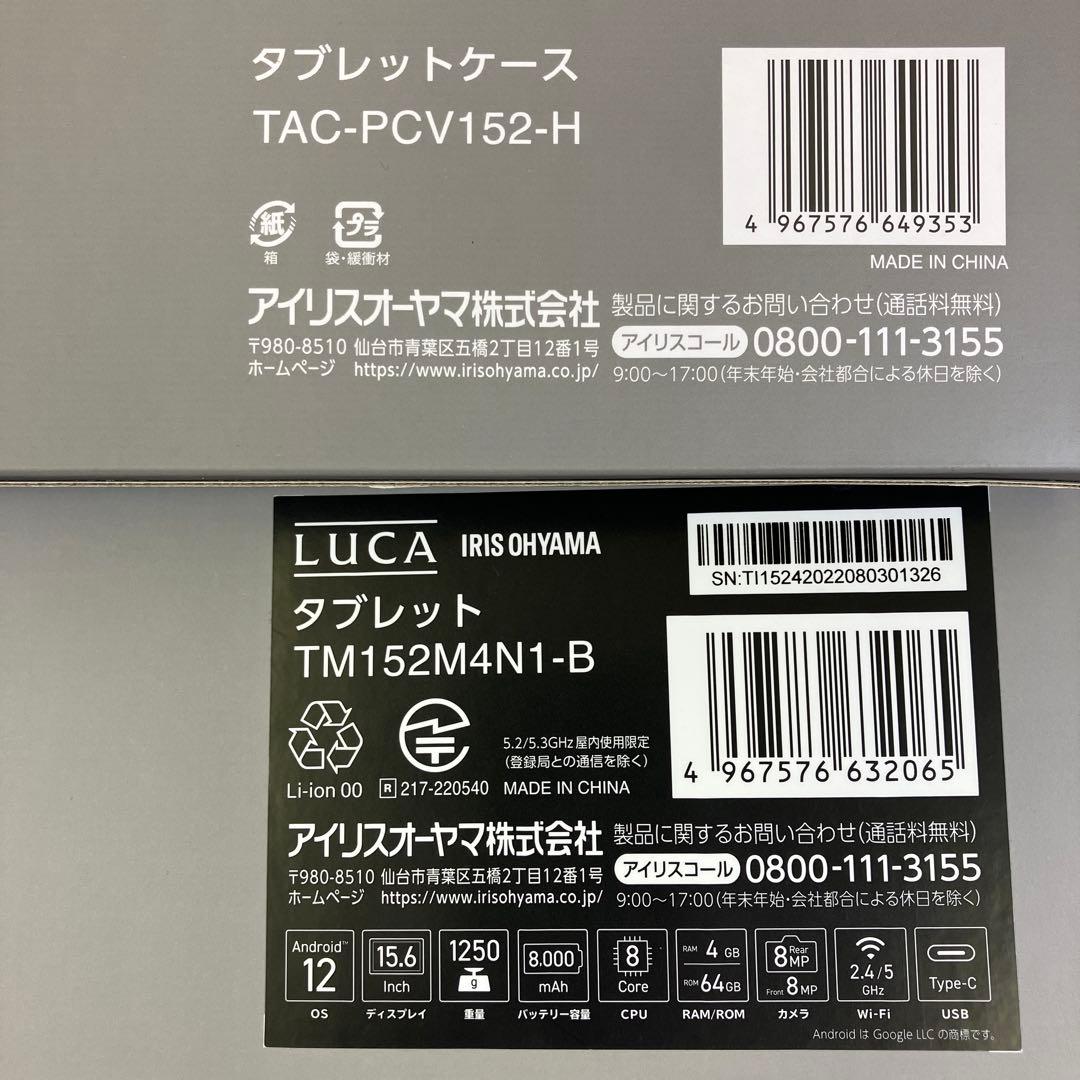 タブレットケース
TAC-PCV152-H
4 967576 649353
MADE IN CHINA
紙
箱
プラ
袋・緩衝材
アイリスオーヤマ株式会社
〒980-8510 仙台市青葉区五橋2丁目12番1号
ホームページ https://www.irisohyama.co.jp/
製品に関するお問い合わせ(通話料無料)
アイリスコール 0800-111-3155
9:00～17:00(年末年始・会社都合による休日を除く)
LUCA IRIS OHYAMA
SN:TI15242022080301326
タブレット
TM152M4N1-B
4 967576 632065
Li-ion 00
R 217-220540
5.2/5.3GHz屋内使用限定
(登録局との通信を除く)
MADE IN CHINA
アイリスオーヤマ株式会社
〒980-8510 仙台市青葉区五橋2丁目12番1号
ホームページ https://www.irisohyama.co.jp/
製品に関するお問い合わせ(通話料無料)
アイリスコール 0800-111-3155
9:00～17:00(年末年始・会社都合による休日を除く)
Android™
12
OS
15.6
Inch
ディスプレイ
1250
g
重量
8.000
mAh
バッテリー容量
8
Core
CPU
RAM 4 GB
ROM 64GB
RAM/ROM
8 Rear MP
Front 8 MP
カメラ
2.4/5
GHz
Wi-Fi
Type-C
USB
Android は Google LLC の商標です。